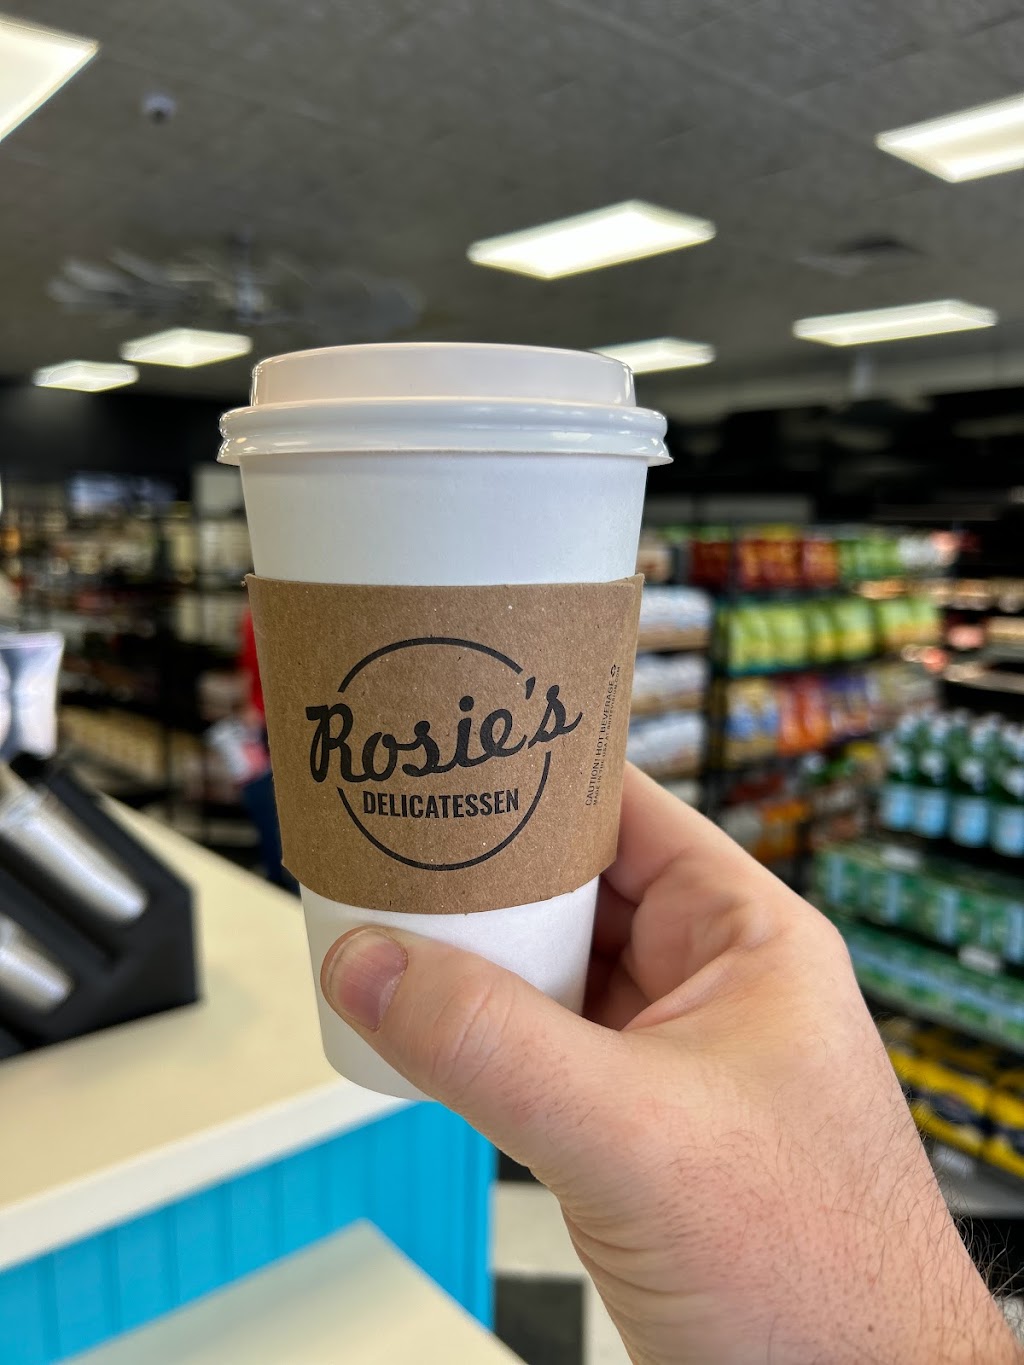 Rosie's
DELICATESSEN
CAUTION! HOT BEVERAGE